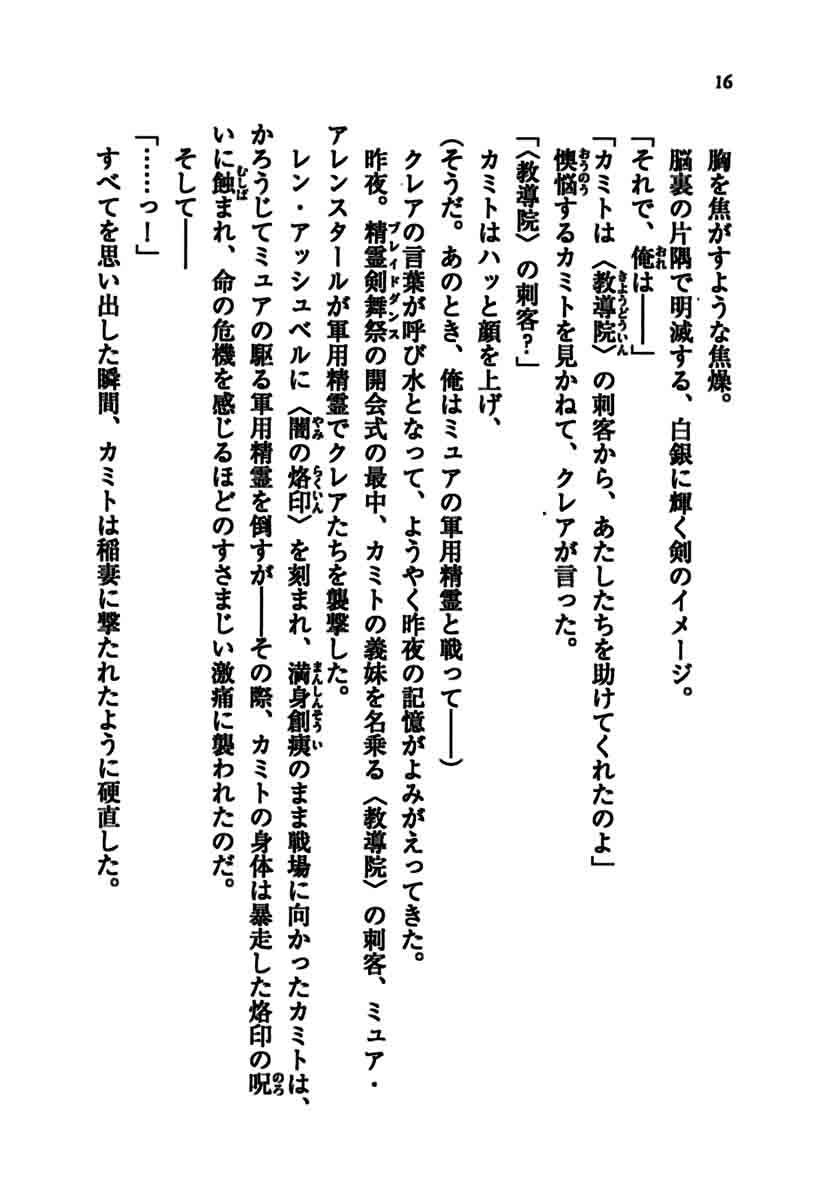 16
胸を焦がすような焦燥。
脳裏の片隅で明滅する、白銀に輝く剣のイメージ。
「それで、俺は――」
「カミトは〈教導院〉の刺客から、あたしたちを助けてくれたのよ」
懊悩するカミトを見かねて、クレアが言った。
「〈教導院〉の刺客?」
カミトはハッと顔を上げ、
(そうだ。あのとき、俺はミュアの軍用精霊と戦って――)
クレアの言葉が呼び水となって、ようやく昨夜の記憶がよみがえってきた。
昨夜。精霊剣舞祭の開会式の最中、カミトの義妹を名乗る〈教導院〉の刺客、ミュア・
アレンスタールが軍用精霊でクレアたちを襲撃した。
レン・アッシュベルに〈闇の烙印〉を刻まれ、満身創痍のまま戦場に向かったカミトは、
かろうじてミュアの駆る軍用精霊を倒すが――その際、カミトの身体は暴走した烙印の呪
いに蝕まれ、命の危機を感じるほどのすさまじい激痛に襲われたのだ。
そして――
「……っ!」
すべてを思い出した瞬間、カミトは稲妻に撃たれたように硬直した。